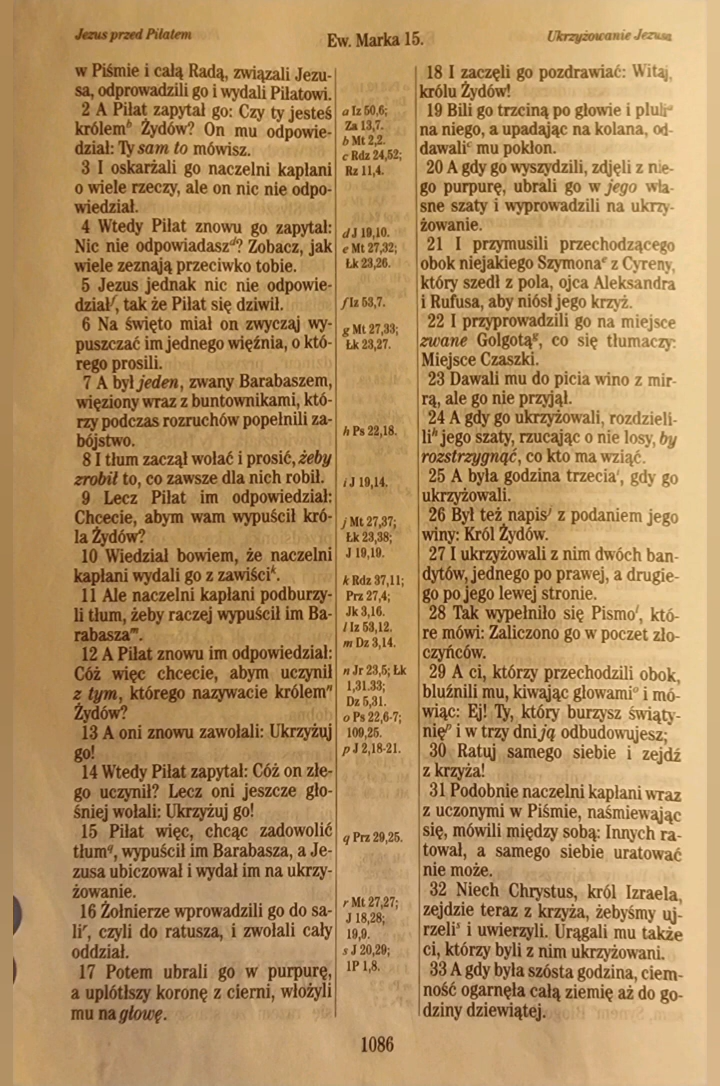 Jezus przed Piłatem
Ew. Marka 15.
Ukrzyżowanie Jezusa
w Piśmie i całą Radą, związali Jezu-
sa, odprowadzili go i wydali Piłatowi.
2 A Piłat zapytał go: Czy ty jesteś
królem b Żydów? On mu odpowie-
dział: Ty sam to mówisz.
3 I oskarżali go naczelni kapłani
o wiele rzeczy, ale on nic nie odpo-
wiedział.
4 Wtedy Piłat znowu go zapytał:
Nic nie odpowiadasz d? Zobacz, jak
wiele zeznają przeciwko tobie.
5 Jezus jednak nic nie odpowie-
dział f, tak że Piłat się dziwił.
6 Na święto miał on zwyczaj wy-
puszczać im jednego więźnia, o któ-
rego prosili.
7 A był jeden, zwany Barabaszem,
więziony wraz z buntownikami, któ-
rzy podczas rozruchów popełnili za-
bójstwo.
8 I tłum zaczął wołać i prosić, żeby
zrobił to, co zawsze dla nich robił.
9 Lecz Piłat im odpowiedział:
Chcecie, abym wam wypuścił kró-
la Żydów?
10 Wiedział bowiem, że naczelni
kapłani wydali go z zawiści k.
11 Ale naczelni kapłani podburzy-
li tłum, żeby raczej wypuścił im Ba-
rabasza m.
12 A Piłat znowu im odpowiedział:
Cóż więc chcecie, abym uczynił
z tym, którego nazywacie królem n
Żydów?
13 A oni znowu zawołali: Ukrzyżuj
go!
14 Wtedy Piłat zapytał: Cóż on złe-
go uczynił? Lecz oni jeszcze gło-
śniej wołali: Ukrzyżuj go!
15 Piłat więc, chcąc zadowolić
tłum q, wypuścił im Barabasza, a Je-
zusa ubiczował i wydał im na ukrzy-
żowanie.
16 Żołnierze wprowadzili go do sa-
li r, czyli do ratusza, i zwołali cały
oddział.
17 Potem ubrali go w purpurę,
a uplótłszy koronę z cierni, włożyli
mu na głowę.
a Iz 50,6;
Za 13,7.
b Mt 2,2.
c Rdz 24,52;
Rz 11,4.
d J 19,10.
e Mt 27,32;
Łk 23,26.
f Iz 53,7.
g Mt 27,33;
Łk 23,27.
h Ps 22,18.
i J 19,14.
j Mt 27,37;
Łk 23,38;
J 19,19.
k Rdz 37,11;
Prz 27,4;
Jk 3,16.
l Iz 53,12.
m Dz 3,14.
n Jr 23,5; Łk
1,31.33;
Dz 5,31.
o Ps 22,6-7;
109,25.
p J 2,18-21.
q Prz 29,25.
r Mt 27,27;
J 18,28;
19,9.
s J 20,29;
1P 1,8.
18 I zaczęli go pozdrawiać: Witaj,
królu Żydów!
19 Bili go trzciną po głowie i pluli a
na niego, a upadając na kolana, od-
dawali c mu pokłon.
20 A gdy go wyszydzili, zdjęli z nie-
go purpurę, ubrali go w jego wła-
sne szaty i wyprowadzili na ukrzy-
żowanie.
21 I przymusili przechodzącego
obok niejakiego Szymona e z Cyreny,
który szedł z pola, ojca Aleksandra
i Rufusa, aby niósł jego krzyż.
22 I przyprowadzili go na miejsce
zwane Golgotą g, co się tłumaczy:
Miejsce Czaszki.
23 Dawali mu do picia wino z mir-
rą, ale go nie przyjął.
24 A gdy go ukrzyżowali, rozdzieli-
li h jego szaty, rzucając o nie losy, by
rozstrzygnąć, co kto ma wziąć.
25 A była godzina trzecia i, gdy go
ukrzyżowali.
26 Był też napis j z podaniem jego
winy: Król Żydów.
27 I ukrzyżowali z nim dwóch ban-
dytów, jednego po prawej, a drugie-
go po jego lewej stronie.
28 Tak wypełniło się Pismo l, któ-
re mówi: Zaliczono go w poczet zło-
czyńców.
29 A ci, którzy przechodzili obok,
bluźnili mu, kiwając głowami o i mó-
wiąc: Ej! Ty, który burzysz świąty-
nię p i w trzy dni ją odbudowujesz;
30 Ratuj samego siebie i zejdź
z krzyża!
31 Podobnie naczelni kapłani wraz
z uczonymi w Piśmie, naśmiewając
się, mówili między sobą: Innych ra-
tował, a samego siebie uratować
nie może.
32 Niech Chrystus, król Izraela,
zejdzie teraz z krzyża, żebyśmy uj-
rzeli s i uwierzyli. Urągali mu także
ci, którzy byli z nim ukrzyżowani.
33 A gdy była szósta godzina, ciem-
ność ogarnęła całą ziemię aż do go-
dziny dziewiątej.
1086